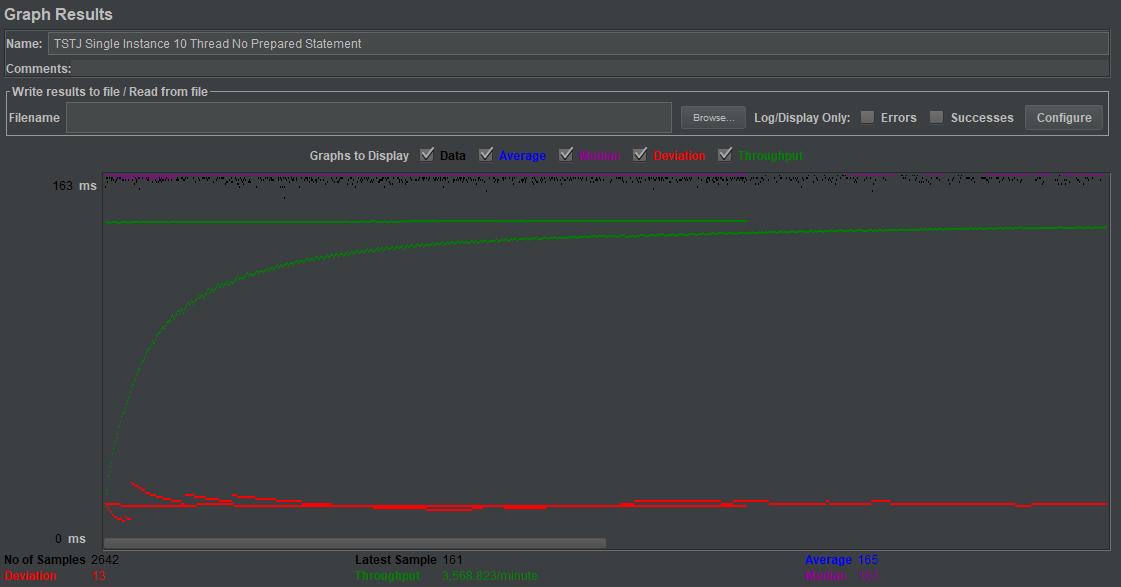 Graph Results
Name: TSTJ Single Instance 10 Thread No Prepared Statement
Comments:
Write results to file / Read from file
Filename Browse... Log/Display Only: Errors Successes Configure
Graphs to Display Data Average Median Deviation Throughput
163 ms
0 ms
No of Samples 2642 Latest Sample 161 Average 165
Deviation 13 Throughput 3,568.823/minute Median